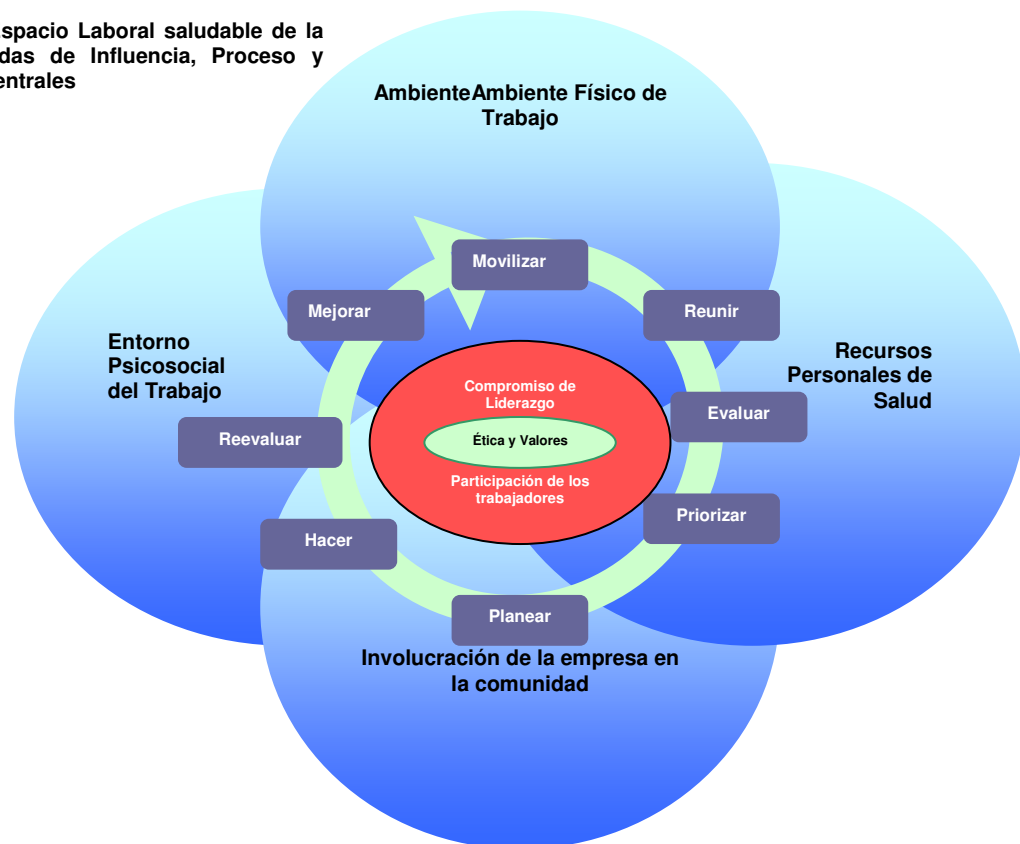 spacio Laboral saludable de la
das de Influencia, Proceso y
entrales
AmbienteAmbiente Físico de
Trabajo
Movilizar
Mejorar
Reunir
Entorno
Psicosocial
del Trabajo
Recursos
Personales de
Salud
Compromiso de
Liderazgo
Evaluar
Reevaluar
Ética y Valores
Participación de los
trabajadores
Priorizar
Hacer
Planear
Involucración de la empresa en
la comunidad